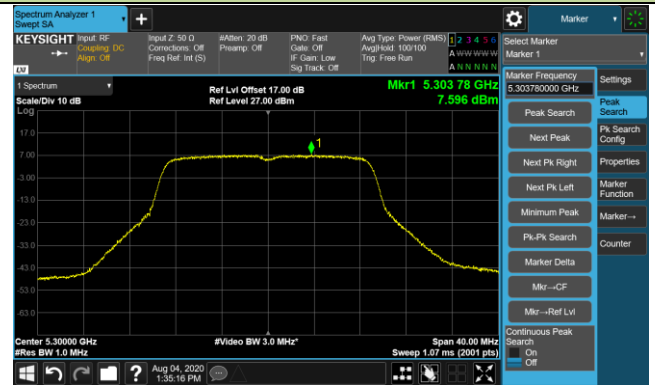 Spectrum Analyzer 1
Swept SA
Marker
KEYSIGHT
Input: RF
Coupling: DC
Align: Off
Input Z: 50 Ω
Corrections: Off
Freq Ref: Int (S)
#Atten: 20 dB
Preamp: Off
PNO: Fast
Gate: Off
IF Gain: Low
Sig Track: Off
Avg Type: Power (RMS)
Avg|Hold: 100/100
Trig: Free Run
1 2 3 4 5 6
A W W W W W
A N N N N N
LXI
Select Marker
Marker 1
1 Spectrum
Scale/Div 10 dB
Log
Ref Lvl Offset 17.00 dB
Ref Level 27.00 dBm
Mkr1 5.303 78 GHz
7.596 dBm
17.0
7.00
-3.00
-13.0
-23.0
-33.0
-43.0
-53.0
-63.0
1
Center 5.30000 GHz
#Res BW 1.0 MHz
#Video BW 3.0 MHz*
Span 40.00 MHz
Sweep 1.07 ms (2001 pts)
Marker Frequency
5.303780000 GHz
Peak Search
Next Peak
Next Pk Right
Next Pk Left
Minimum Peak
Pk-Pk Search
Marker Delta
Mkr→CF
Mkr→Ref Lvl
Continuous Peak
Search
On
Off
Settings
Peak
Search
Pk Search
Config
Properties
Marker
Function
Marker→
Counter
?
Aug 04, 2020
1:35:16 PM